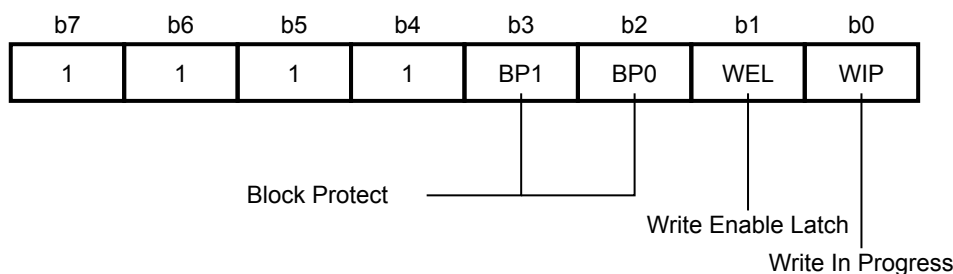 b7 b6 b5 b4 b3 b2 b1 b0
1 1 1 1 BP1 BP0 WEL WIP
Block Protect
Write Enable Latch
Write In Progress